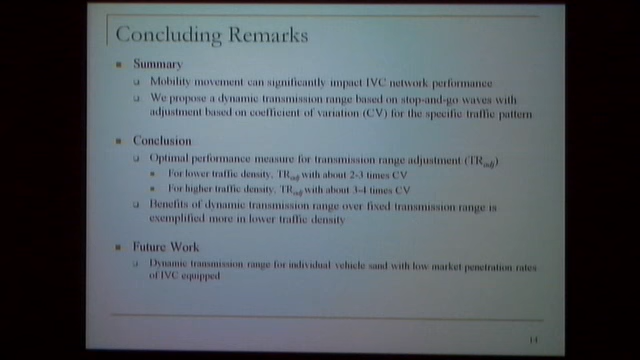 Concluding Remarks
Summary
Mobility movement can significantly impact IVC network performance
We propose a dynamic transmission range based on stop-and-go waves with
adjustment based on coefficient of variation (CV) for the specific traffic pattern
Conclusion
Optimal performance measure for transmission range adjustment (TRadj)
For lower traffic density, TRadj with about 2-3 times CV
For higher traffic density, TRadj with about 3-4 times CV
Benefits of dynamic transmission range over fixed transmission range is
exemplified more in lower traffic density
Future Work
Dynamic transmission range for individual vehicle sand with low market penetration rates
of IVC equipped
14